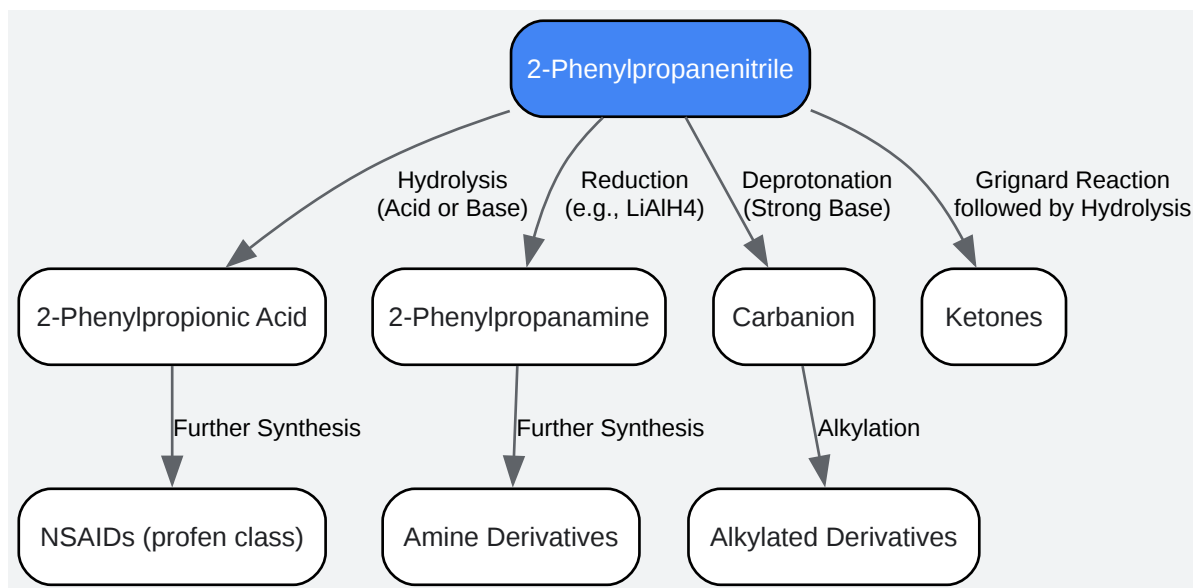 2-Phenylpropanenitrile
Hydrolysis
(Acid or Base)
Reduction
(e.g., LiAlH4)
Deprotonation
(Strong Base)
Grignard Reaction
followed by Hydrolysis
2-Phenylpropionic Acid
2-Phenylpropanamine
Carbanion
Ketones
Further Synthesis
Further Synthesis
Alkylation
NSAIDs (profen class)
Amine Derivatives
Alkylated Derivatives